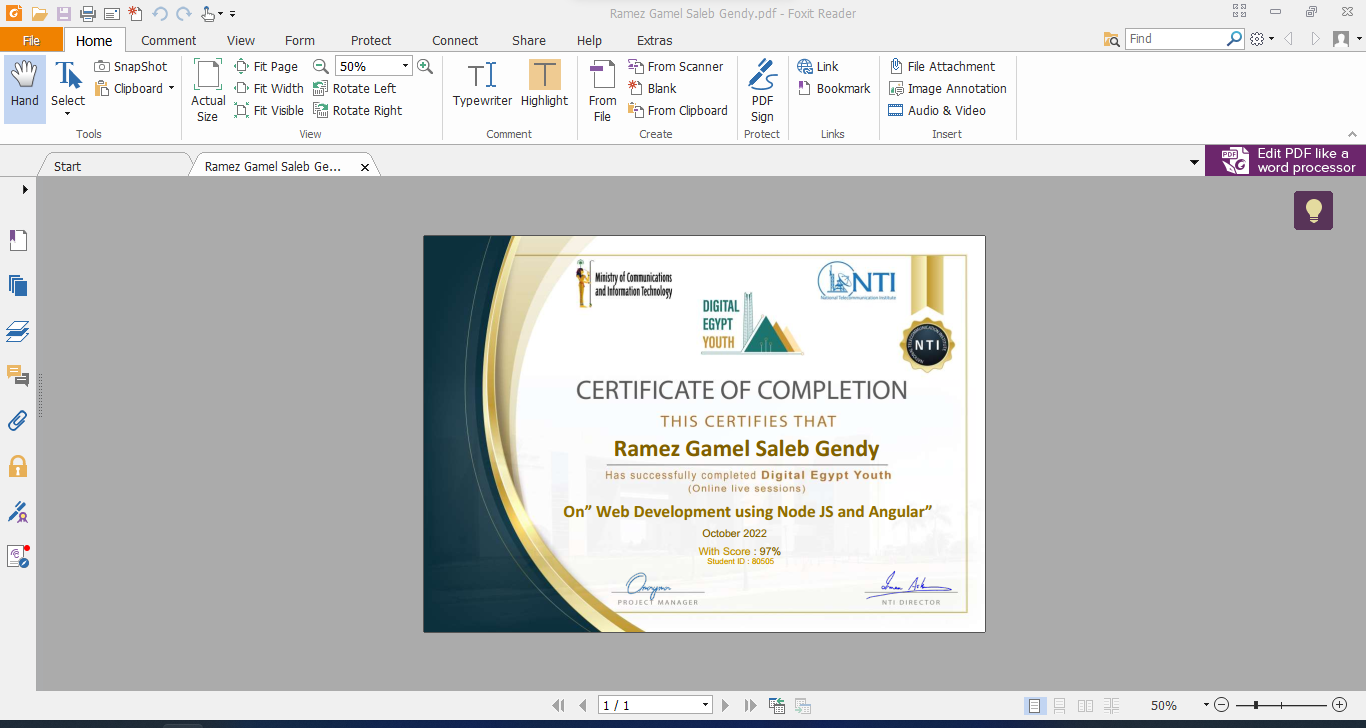 Ramez Gamel Saleb Gendy.pdf - Foxit Reader
File Home Comment View Form Protect Connect Share Help Extras Find
Hand
Select
SnapShot
Clipboard
Tools
Actual
Size
Fit Page
Fit Width
Fit Visible
50%
Rotate Left
Rotate Right
View
Typewriter
Highlight
Comment
From
File
From Scanner
Blank
From Clipboard
Create
PDF
Sign
Protect
Link
Bookmark
Links
File Attachment
Image Annotation
Audio & Video
Insert
Start
Ramez Gamel Saleb Ge...
PDF
Edit PDF like a
word processor
Ministry of Communications
and Information Technology
DIGITAL
EGYPT
YOUTH
NTI
National Telecommunication Institute
NTI
CERTIFICATE OF COMPLETION
THIS CERTIFIES THAT
Ramez Gamel Saleb Gendy
Has successfully completed Digital Egypt Youth
(Online live sessions)
On” Web Development using Node JS and Angular”
October 2022
With Score : 97%
Student ID : 80505
PROJECT MANAGER
NTI DIRECTOR
1 / 1
50%